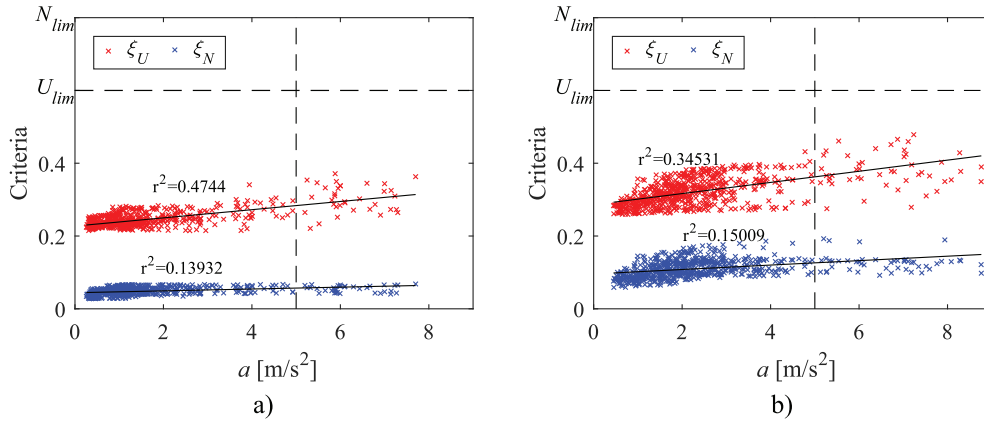 N_lim
ξ_U ξ_N
U_lim
Criteria
0.4
0.2
0
r²=0.4744
r²=0.13932
0 2 4 6 8
a [m/s²]
a)
N_lim
ξ_U ξ_N
U_lim
Criteria
0.4
0.2
0
r²=0.34531
r²=0.15009
0 2 4 6 8
a [m/s²]
b)